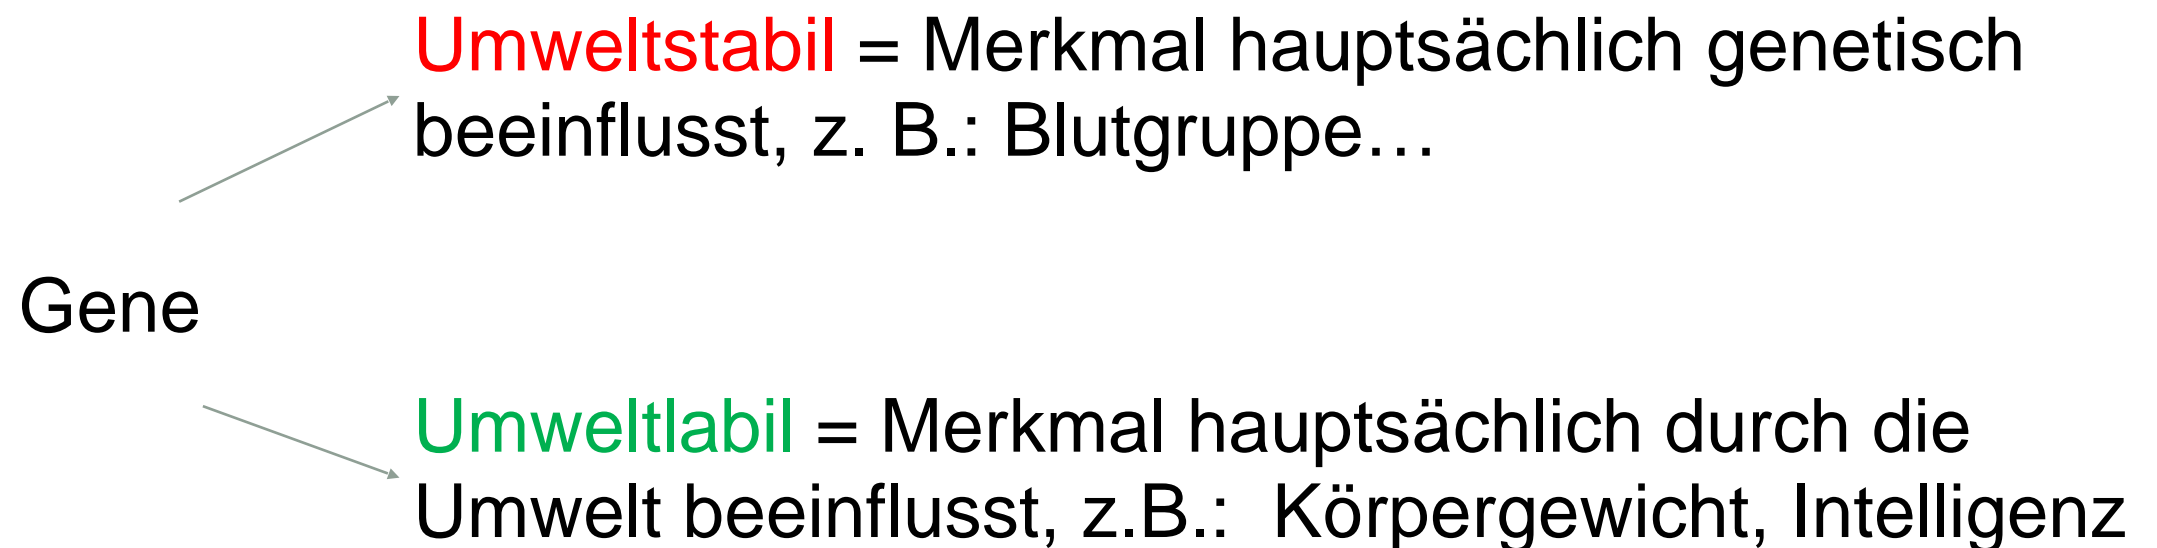 Umweltstabil = Merkmal hauptsächlich genetisch
beeinflusst, z. B.: Blutgruppe…
Gene
Umweltlabil = Merkmal hauptsächlich durch die
Umwelt beeinflusst, z.B.:  Körpergewicht, Intelligenz